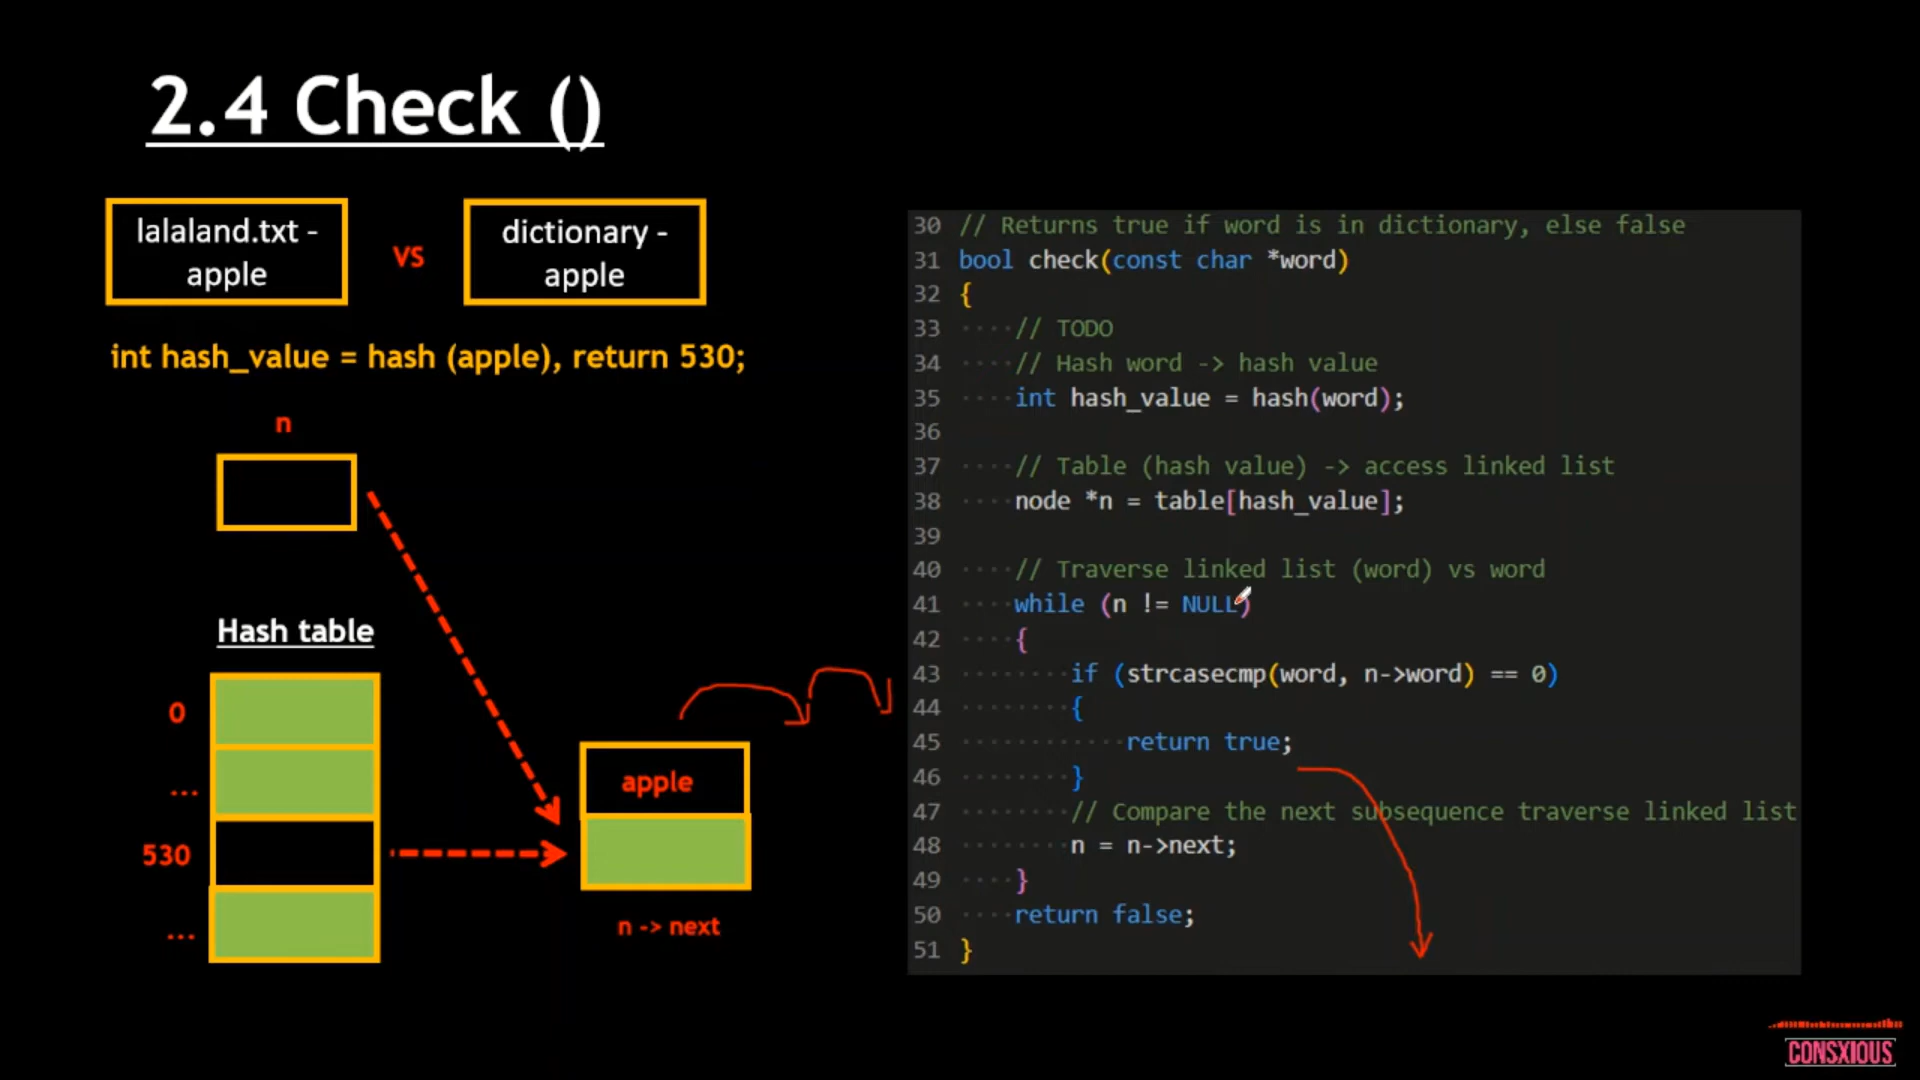 2.4 Check ()
lalaland.txt -
apple
vs
dictionary -
apple
int hash_value = hash (apple), return 530;
n
Hash table
0
...
530
...
apple
n -> next
30 // Returns true if word is in dictionary, else false
31 bool check(const char *word)
32 {
33 ····// TODO
34 ····// Hash word -> hash value
35 ····int hash_value = hash(word);
36
37 ····// Table (hash value) -> access linked list
38 ····node *n = table[hash_value];
39
40 ····// Traverse linked list (word) vs word
41 ····while (n != NULL)
42 ····{
43 ········if (strcasecmp(word, n->word) == 0)
44 ········{
45 ············return true;
46 ········}
47 ········// Compare the next subsequence traverse linked list
48 ········n = n->next;
49 ····}
50 ····return false;
51 }
CONSXIOUS